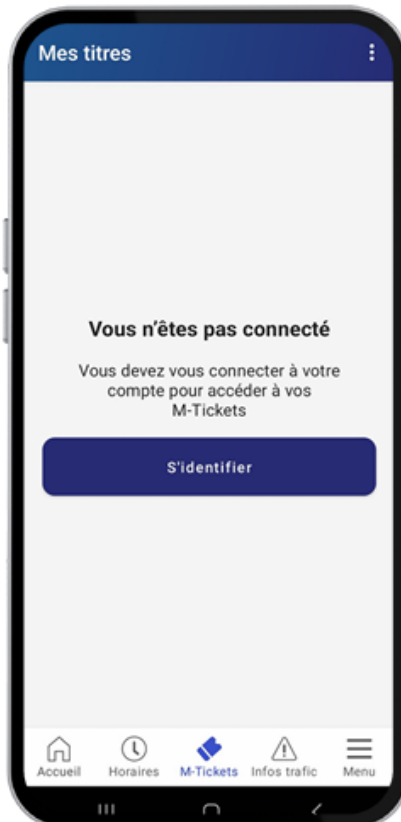 Mes titres
Vous n'êtes pas connecté
Vous devez vous connecter à votre
compte pour accéder à vos
M-Tickets
S'identifier
Accueil Horaires M-Tickets Infos trafic Menu